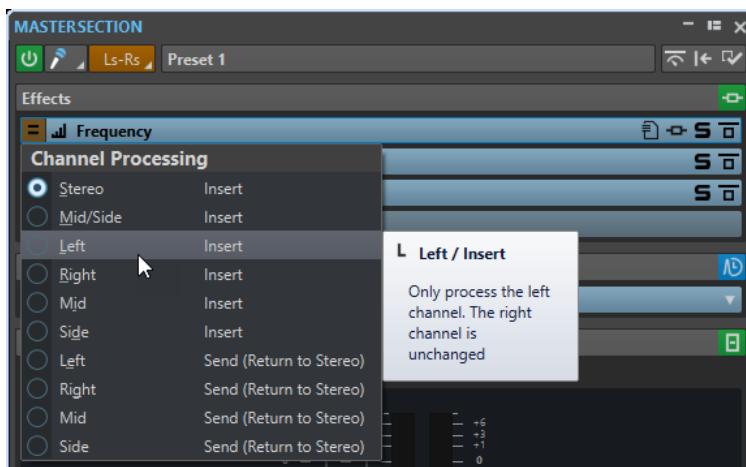 MASTERSECTION
Ls-Rs Preset 1
Effects
Frequency S
Channel Processing
S
Stereo Insert
S
Mid/Side Insert
Left Insert
L Left / Insert
Right Insert
Only process the left
channel. The right
channel is
unchanged
Mid Insert
Side Insert
Left Send (Return to Stereo)
Right Send (Return to Stereo)
Mid Send (Return to Stereo)
Side Send (Return to Stereo)
+6
+3
+1
0